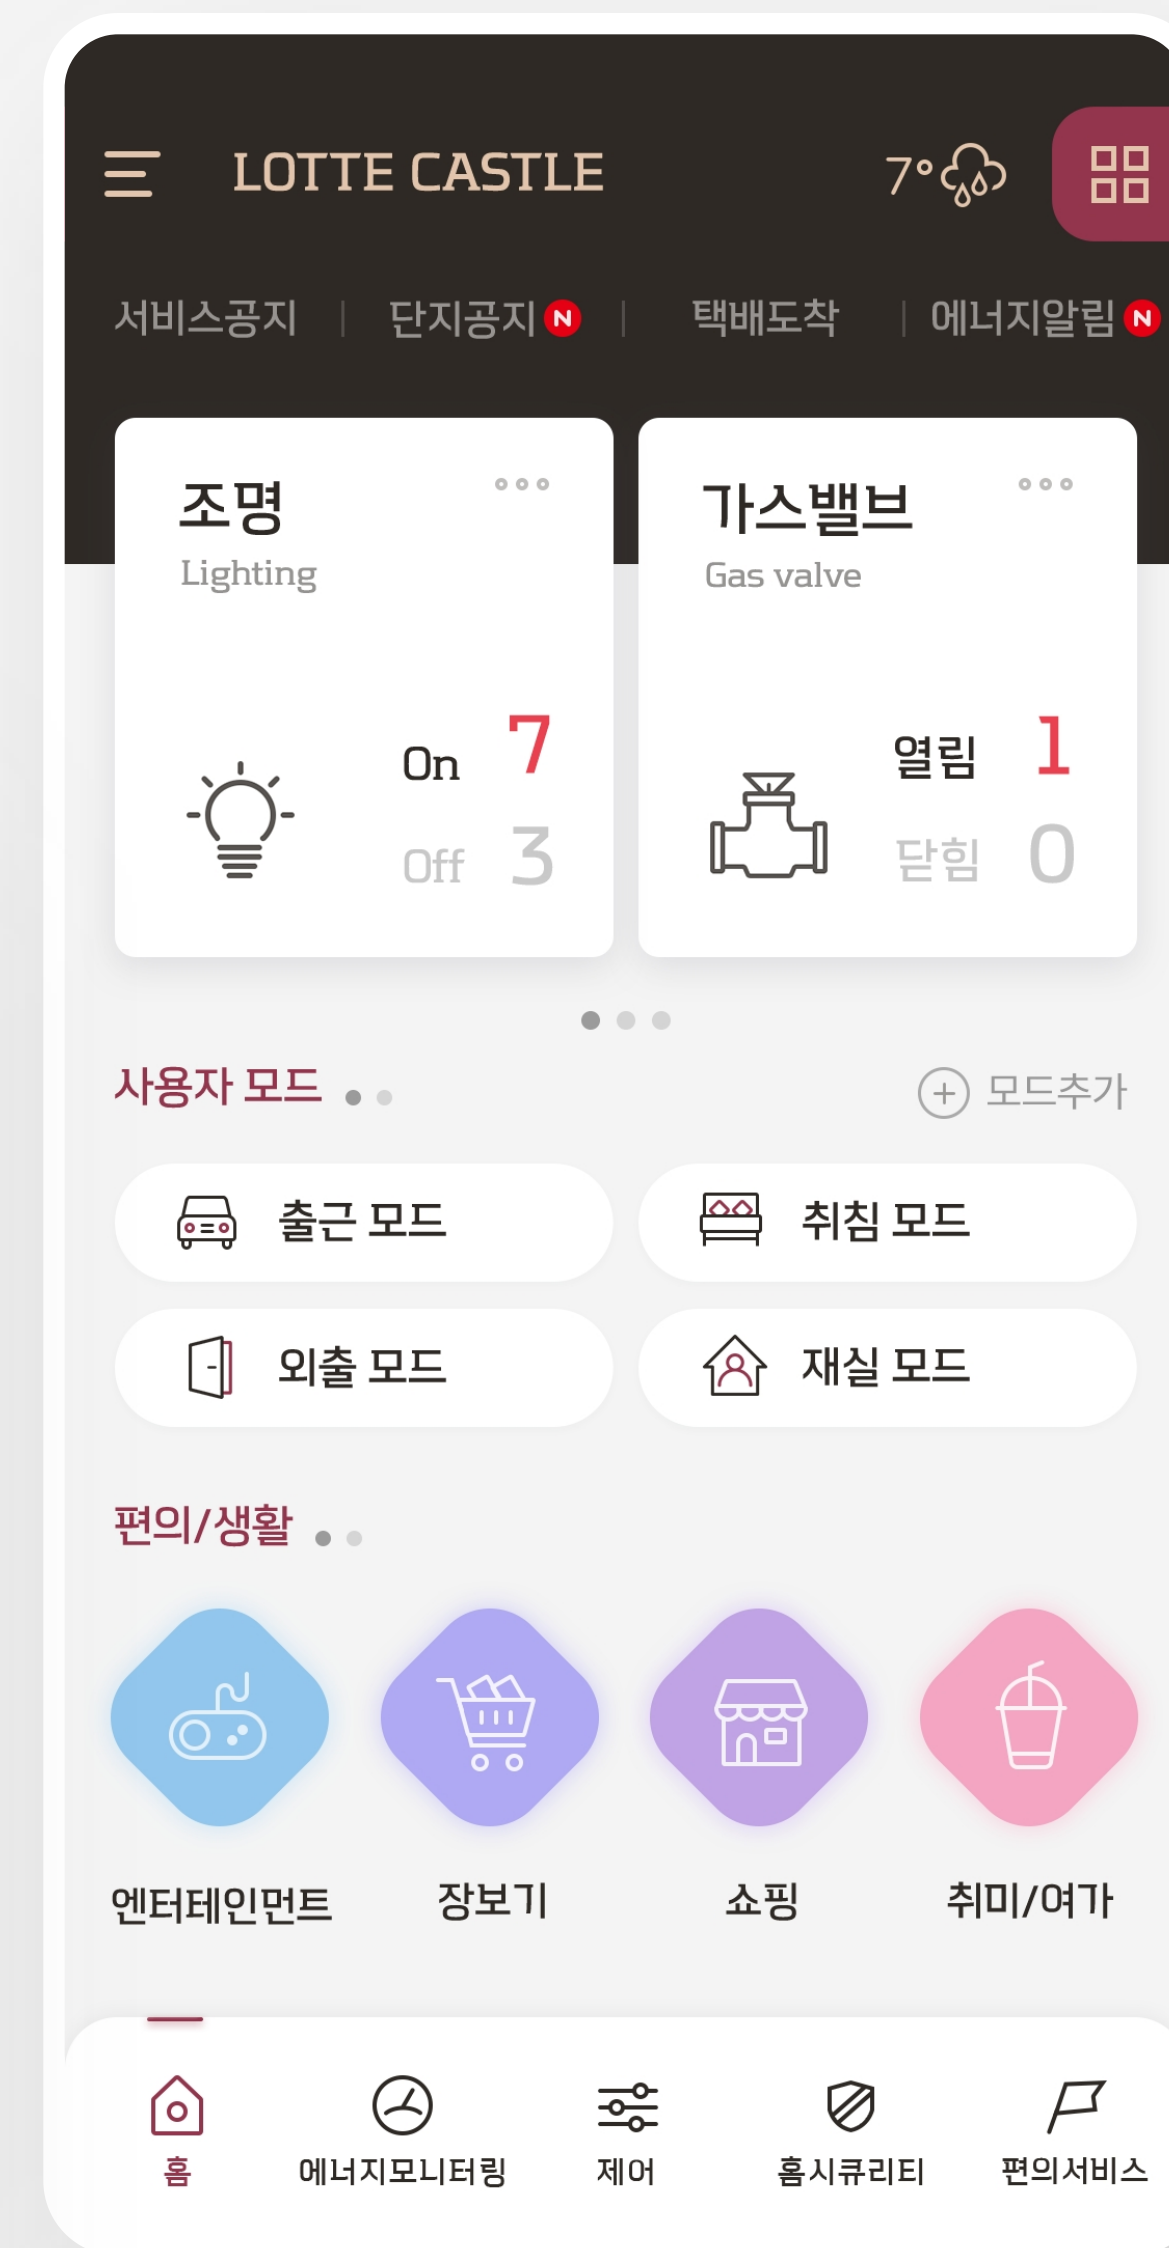 LOTTE CASTLE 7°
서비스공지 | 단지공지 N | 택배도착 | 에너지알림 N
조명
Lighting
On 7
Off 3
가스밸브
Gas valve
열림 1
닫힘 0
사용자 모드
모드추가
출근 모드
취침 모드
외출 모드
재실 모드
편의/생활
엔터테인먼트
장보기
쇼핑
취미/여가
홈
에너지모니터링
제어
홈시큐리티
편의서비스